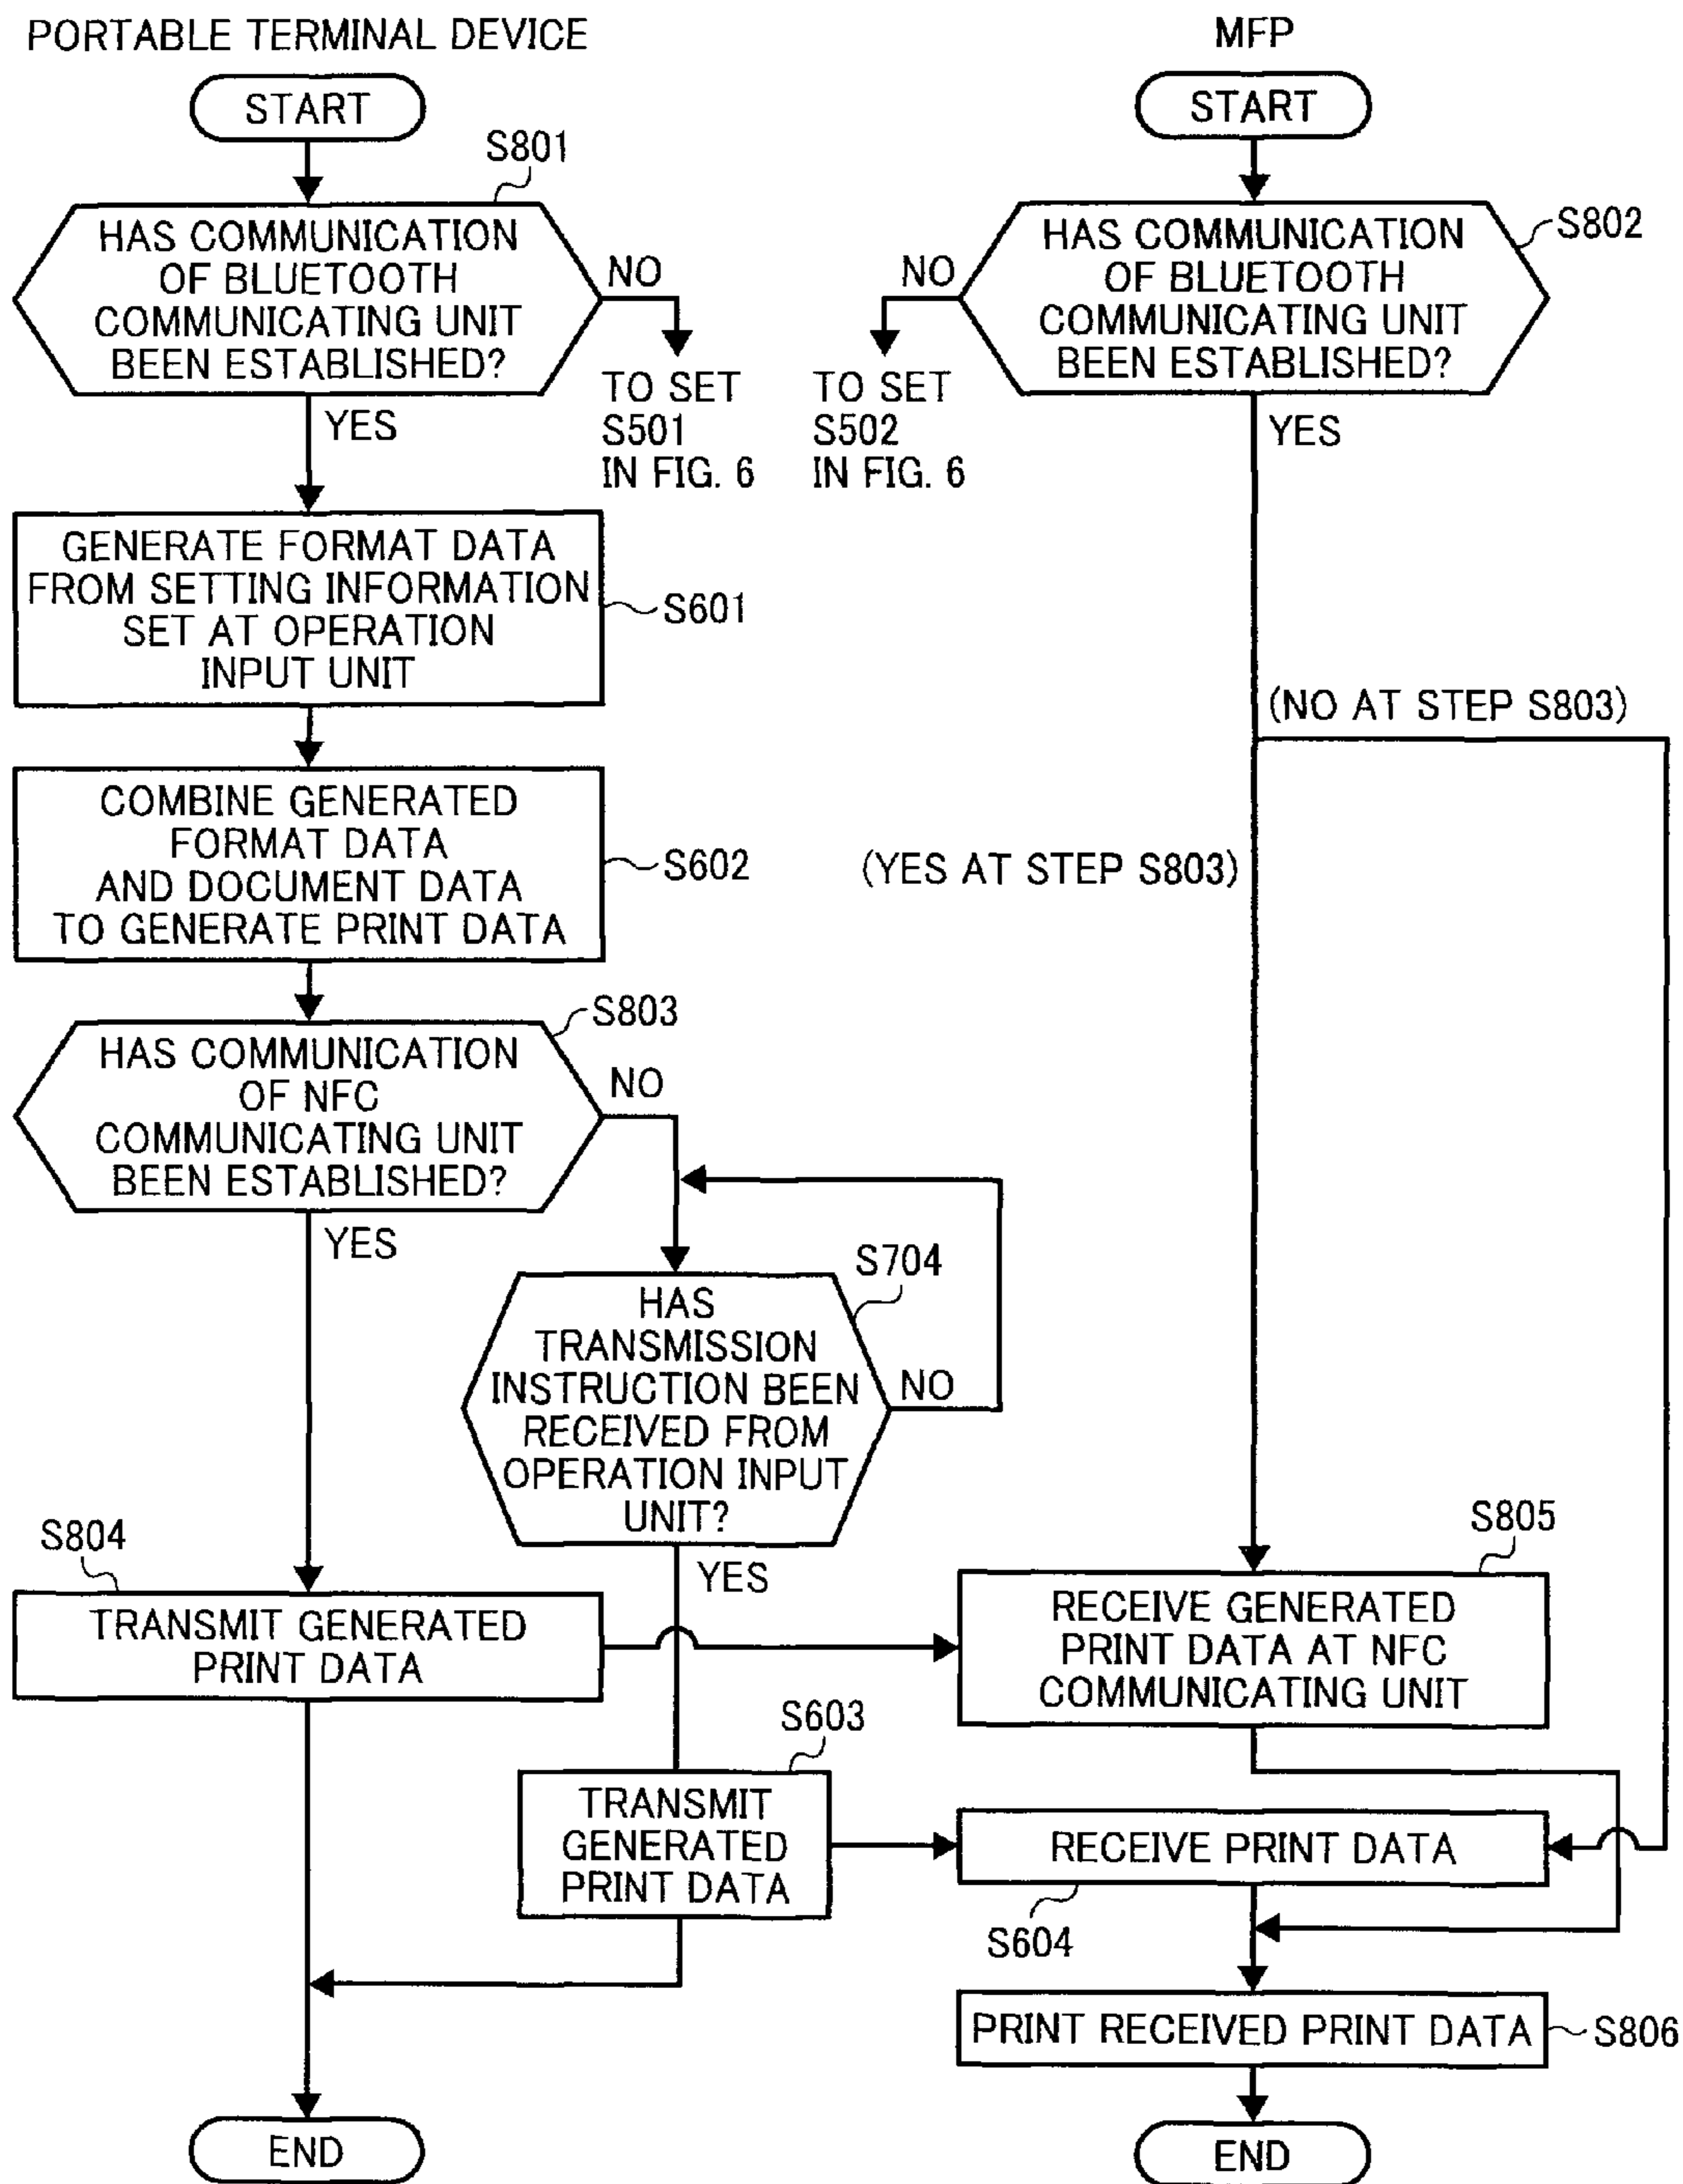 PORTABLE TERMINAL DEVICE
START
S801
HAS COMMUNICATION
OF BLUETOOTH
COMMUNICATING UNIT
BEEN ESTABLISHED?
NO
TO SET
S501
IN FIG. 6
YES
GENERATE FORMAT DATA
FROM SETTING INFORMATION
SET AT OPERATION
INPUT UNIT
S601
COMBINE GENERATED
FORMAT DATA
AND DOCUMENT DATA
TO GENERATE PRINT DATA
S602
S803
HAS COMMUNICATION
OF NFC
COMMUNICATING UNIT
BEEN ESTABLISHED?
NO
YES
S704
HAS
TRANSMISSION
INSTRUCTION BEEN
RECEIVED FROM
OPERATION INPUT
UNIT?
NO
YES
S804
TRANSMIT GENERATED
PRINT DATA
S603
TRANSMIT
GENERATED
PRINT DATA
END
MFP
START
S802
HAS COMMUNICATION
OF BLUETOOTH
COMMUNICATING UNIT
BEEN ESTABLISHED?
NO
TO SET
S502
IN FIG. 6
YES
(NO AT STEP S803)
(YES AT STEP S803)
S805
RECEIVE GENERATED
PRINT DATA AT NFC
COMMUNICATING UNIT
RECEIVE PRINT DATA
S604
PRINT RECEIVED PRINT DATA
S806
END